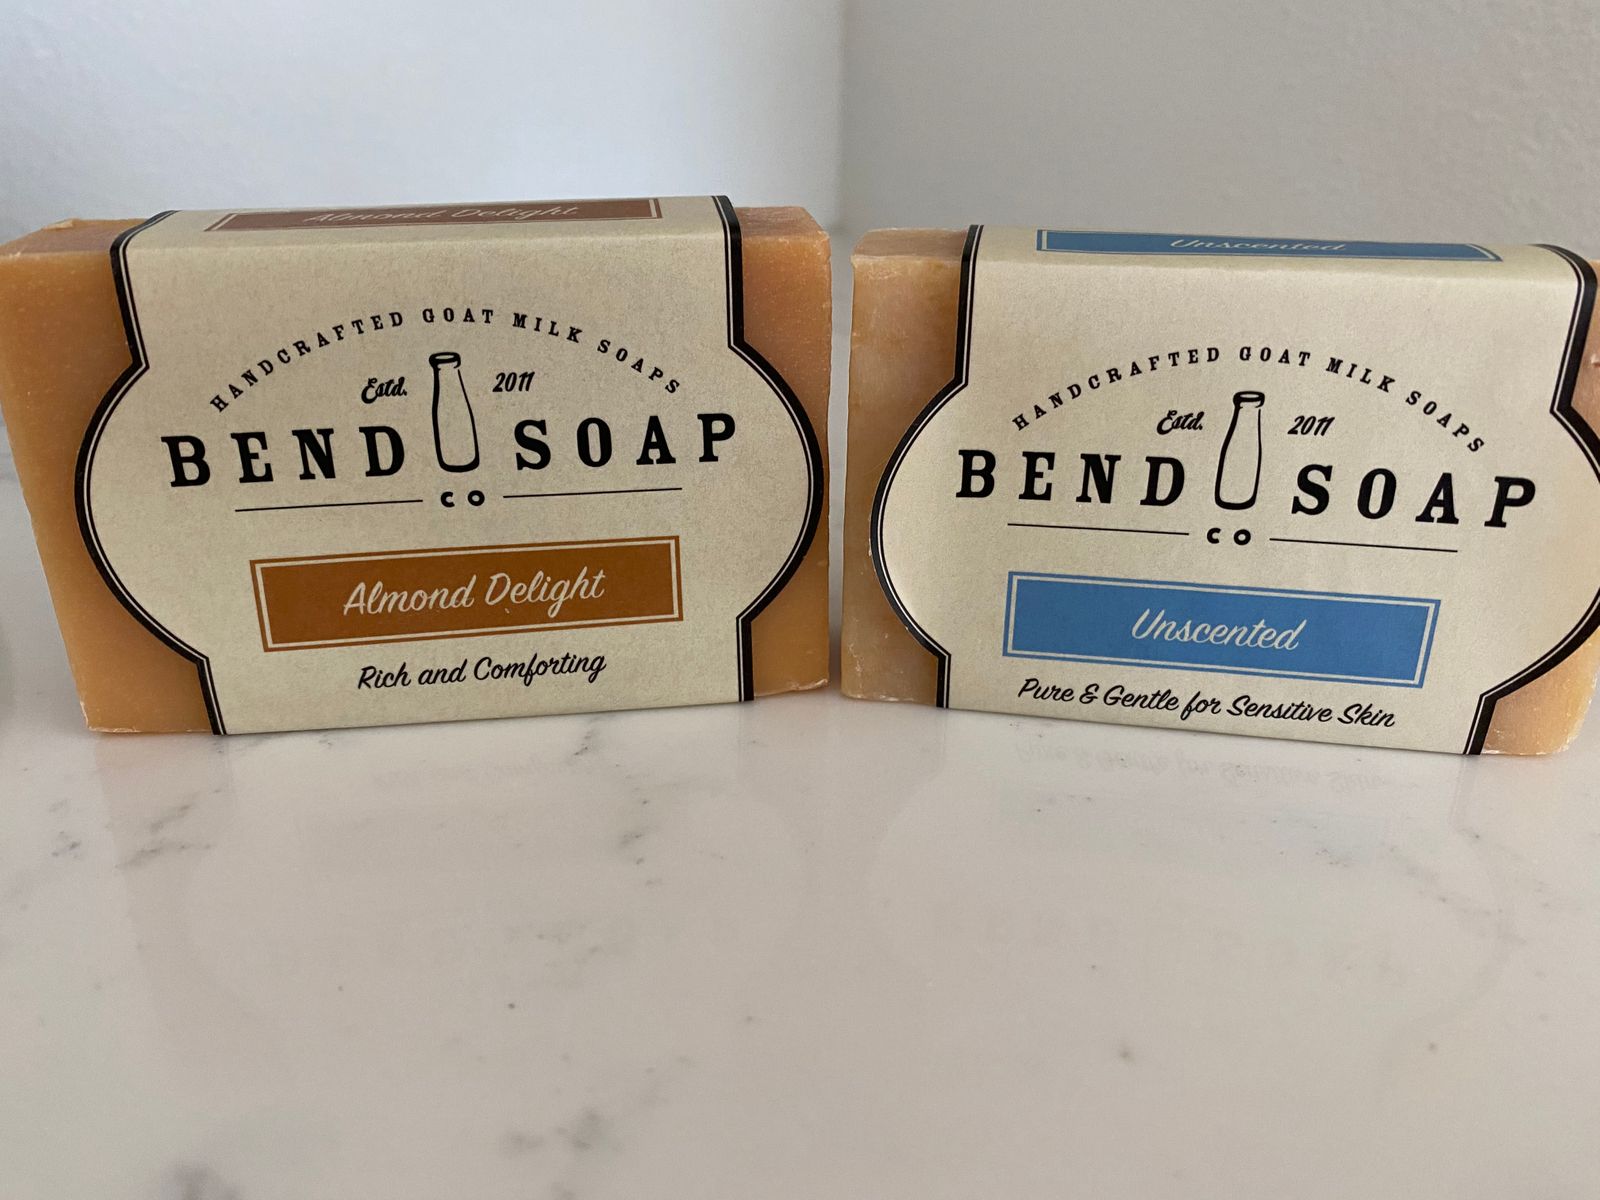 Almond Delight
HANDCRAFTED GOAT MILK SOAPS
Estd. 2011
BEND SOAP
CO
Almond Delight
Rich and Comforting
Unscented
HANDCRAFTED GOAT MILK SOAPS
Estd. 2011
BEND SOAP
CO
Unscented
Pure & Gentle for Sensitive Skin